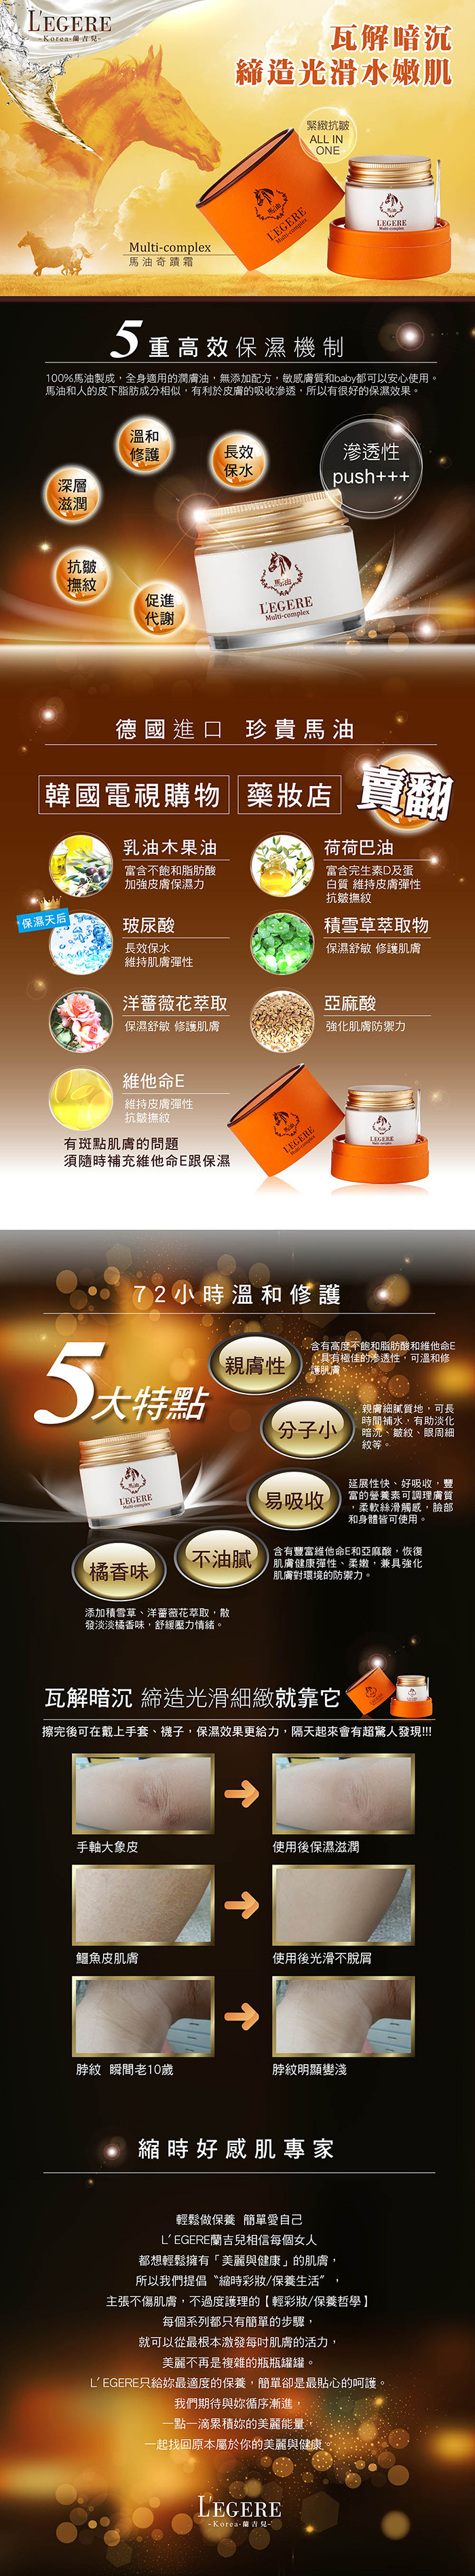 L'EGERE
-Korea·蘭吉兒-
瓦解暗沉
締造光滑水嫩肌
緊緻抗皺
ALL IN
ONE
馬油
L'EGERE
Multi-complex
馬油
L'EGERE
Multi-complex
Multi-complex
馬油奇蹟霜
5重高效保濕機制
100%馬油製成，全身適用的潤膚油，無添加配方，敏感膚質和baby都可以安心使用。
馬油和人的皮下脂肪成分相似，有利於皮膚的吸收滲透，所以有很好的保濕效果。
溫和
修護
長效
保水
滲透性
push+++
深層
滋潤
抗皺
撫紋
促進
代謝
馬油
L'EGERE
Multi-complex
德國進口 珍貴馬油
韓國電視購物
藥妝店
賣翻
乳油木果油
富含不飽和脂肪酸
加強皮膚保濕力
荷荷巴油
富含完生素D及蛋
白質 維持皮膚彈性
抗皺撫紋
保濕天后
玻尿酸
長效保水
維持肌膚彈性
積雪草萃取物
保濕舒敏 修護肌膚
洋薔薇花萃取
保濕舒敏 修護肌膚
亞麻酸
強化肌膚防禦力
維他命E
維持皮膚彈性
抗皺撫紋
有斑點肌膚的問題
須隨時補充維他命E跟保濕
L'EGERE
Multi-complex
L'EGERE
Multi-complex
72小時溫和修護
5大特點
親膚性
含有高度不飽和脂肪酸和維他命E
，具有極佳的滲透性，可溫和修
護肌膚。
分子小
親膚細膩質地，可長
時間補水，有助淡化
暗沉、皺紋、眼周細
紋等。
易吸收
延展性快、好吸收，豐
富的營養素可調理膚質
，柔軟絲滑觸感，臉部
和身體皆可使用。
不油膩
含有豐富維他命E和亞麻酸，恢復
肌膚健康彈性、柔嫩，兼具強化
肌膚對環境的防禦力。
橘香味
添加積雪草、洋薔薇花萃取，散
發淡淡橘香味，舒緩壓力情緒。
L'EGERE
Multi-complex
瓦解暗沉 締造光滑細緻就靠它
擦完後可在戴上手套、襪子，保濕效果更給力，隔天起來會有超驚人發現!!!
手軸大象皮
使用後保濕滋潤
鱷魚皮肌膚
使用後光滑不脫屑
脖紋 瞬間老10歲
脖紋明顯變淺
縮時好感肌專家
輕鬆做保養 簡單愛自己
L' EGERE蘭吉兒相信每個女人
都想輕鬆擁有「美麗與健康」的肌膚，
所以我們提倡〝縮時彩妝/保養生活〞，
主張不傷肌膚，不過度護理的【輕彩妝/保養哲學】
每個系列都只有簡單的步驟，
就可以從最根本激發每吋肌膚的活力，
美麗不再是複雜的瓶瓶罐罐。
L' EGERE只給妳最適度的保養，簡單卻是最貼心的呵護。
我們期待與妳循序漸進，
一點一滴累積妳的美麗能量，
一起找回原本屬於你的美麗與健康。
L'EGERE
-Korea·蘭吉兒-